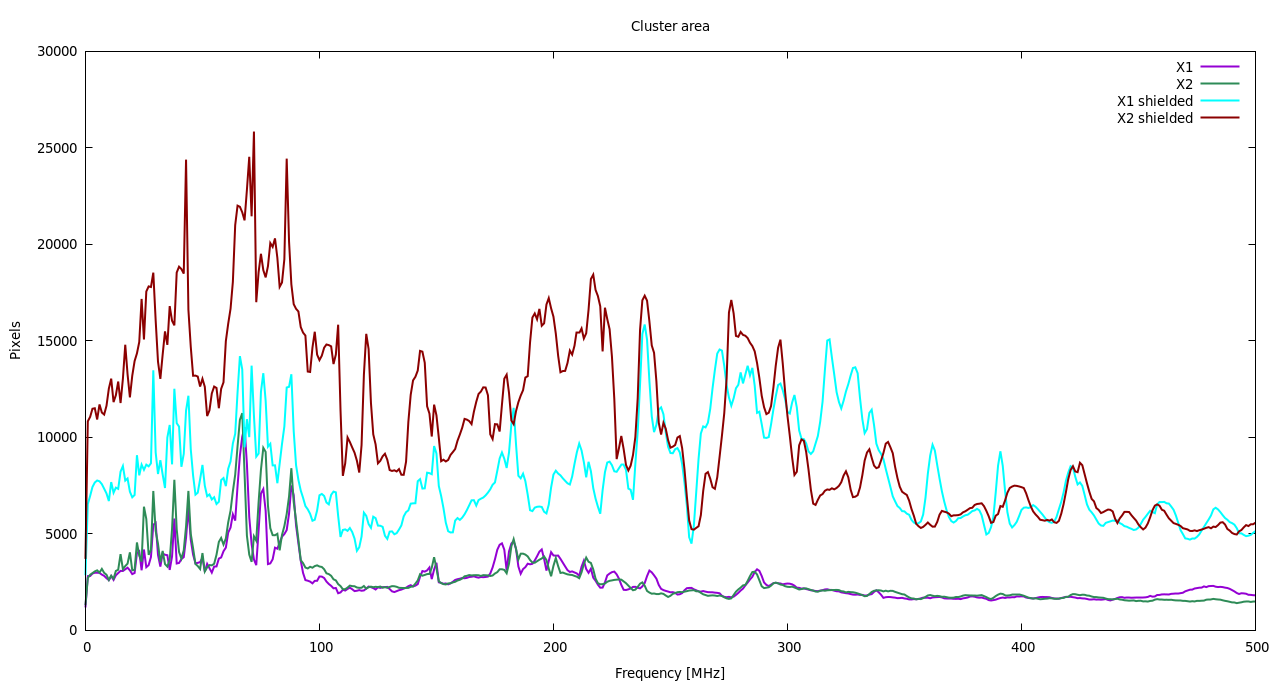 Cluster area
30000
25000
20000
15000
10000
5000
0
Pixels
X1
X2
X1 shielded
X2 shielded
0 100 200 300 400 500
Frequency [MHz]